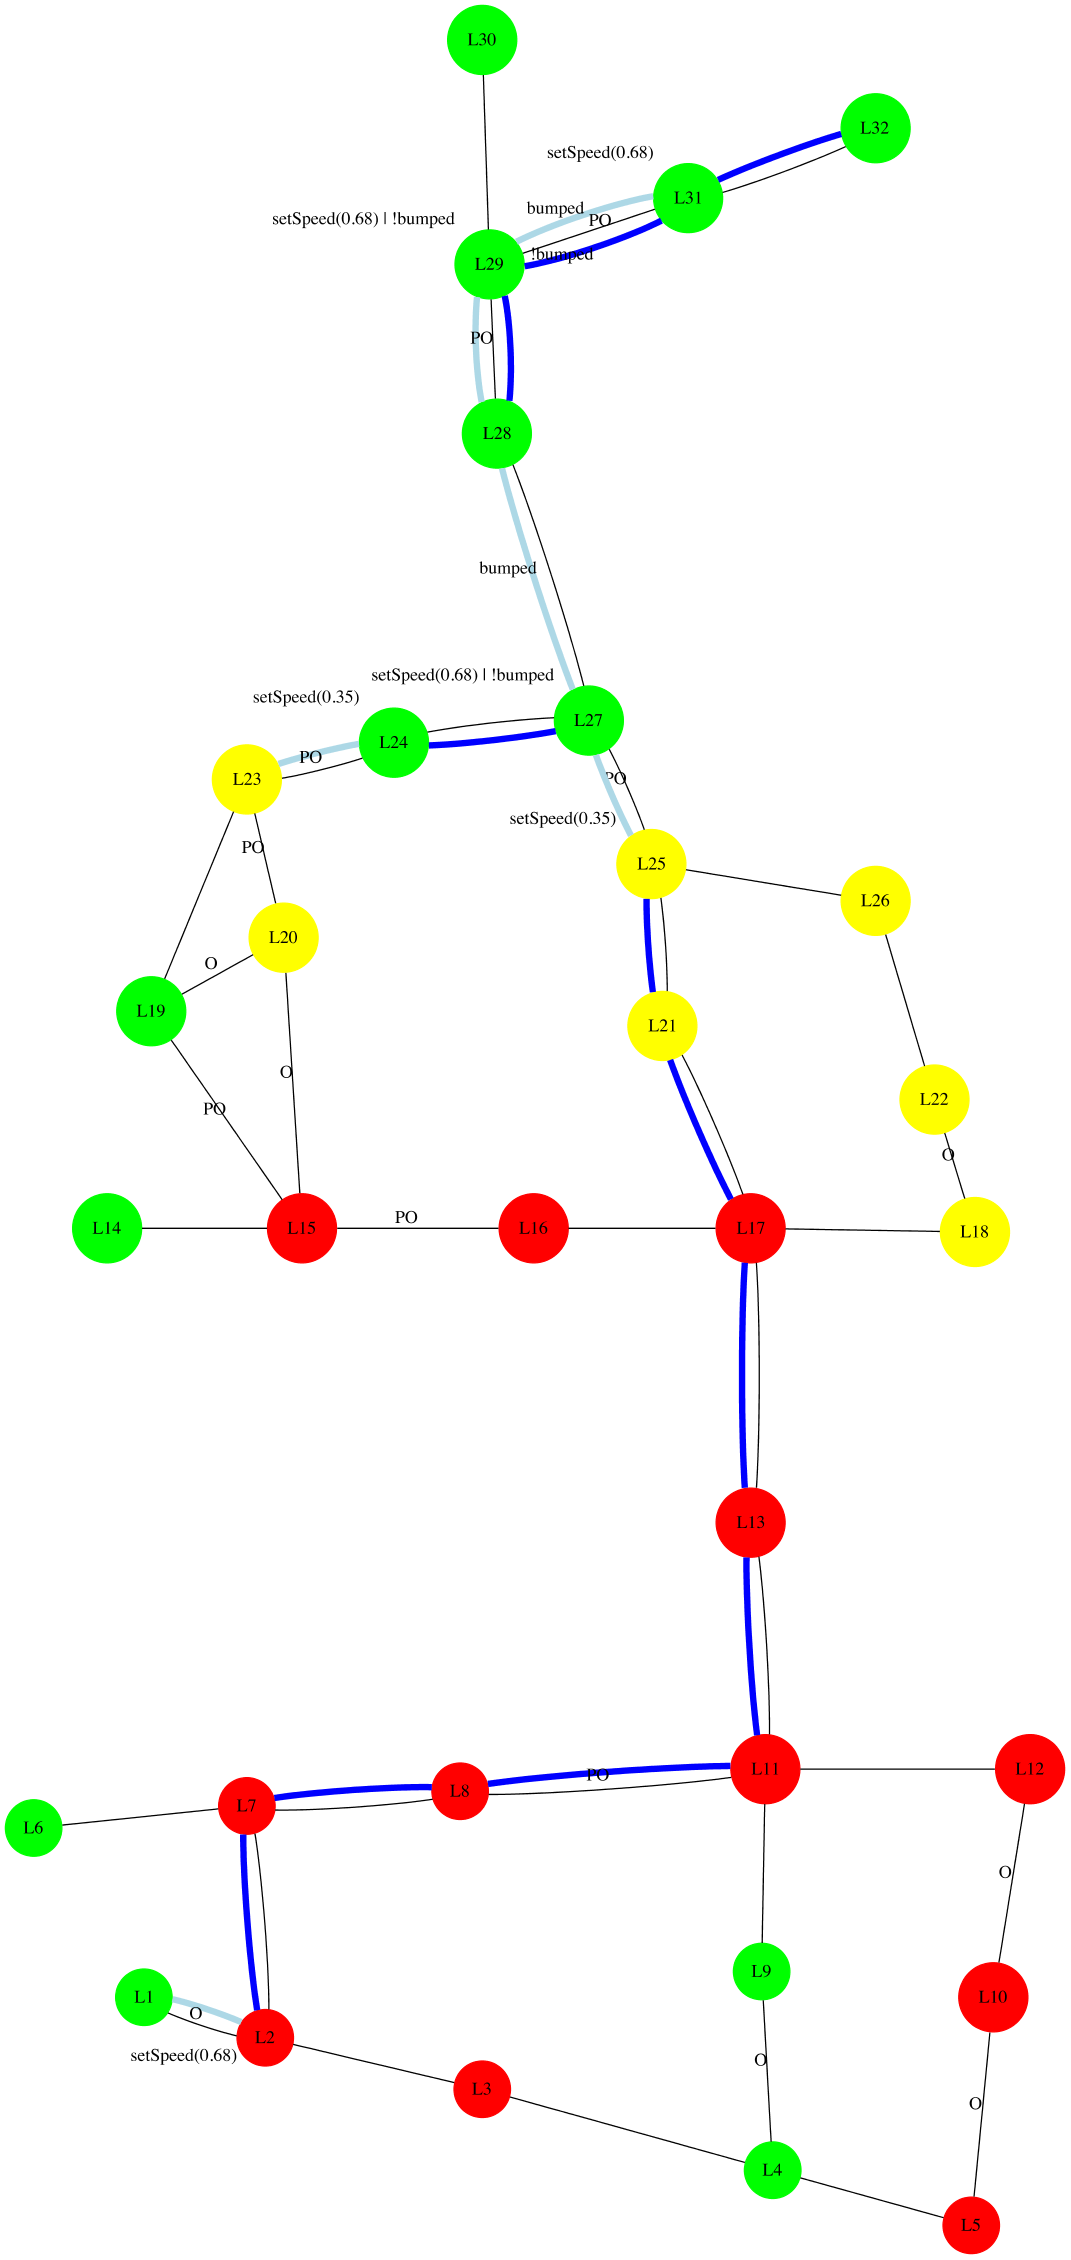 L30
L32
setSpeed(0.68)
L31
bumped
PO
setSpeed(0.68) | !bumped
!bumped
L29
PO
L28
bumped
setSpeed(0.68) | !bumped
setSpeed(0.35)
L27
L24
PO
L23
PO
setSpeed(0.35)
PO
L25
L26
L20
O
L19
L21
O
L22
PO
O
PO
L14
L15
L16
L17
L18
L13
L11
L12
PO
L8
L7
L6
O
L9
L1
L10
O
L2
setSpeed(0.68)
O
L3
O
L4
L5